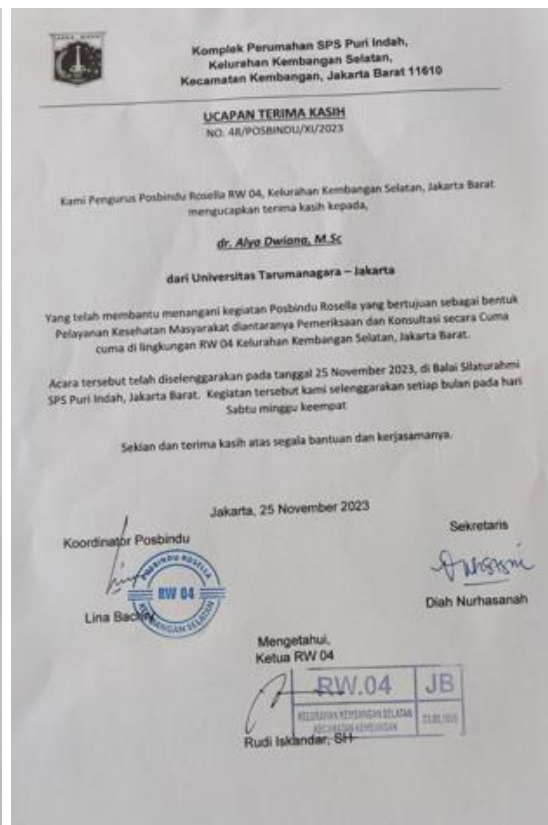 JAYA RAYA
Komplek Perumahan SPS Puri Indah,
Kelurahan Kembangan Selatan,
Kecamatan Kembangan, Jakarta Barat 11610
UCAPAN TERIMA KASIH
NO. 48/POSBINDU/XI/2023
Kami Pengurus Posbindu Rosella RW 04, Kelurahan Kembangan Selatan, Jakarta Barat
mengucapkan terima kasih kepada,
dr. Alya Dwiana, M.Sc
dari Universitas Tarumanagara – Jakarta
Yang telah membantu menangani kegiatan Posbindu Rosella yang bertujuan sebagai bentuk
Pelayanan Kesehatan Masyarakat diantaranya Pemeriksaan dan Konsultasi secara Cuma
cuma di lingkungan RW 04 Kelurahan Kembangan Selatan, Jakarta Barat.
Acara tersebut telah diselenggarakan pada tanggal 25 November 2023, di Balai Silaturahmi
SPS Puri Indah, Jakarta Barat. Kegiatan tersebut kami selenggarakan setiap bulan pada hari
Sabtu minggu keempat
Sekian dan terima kasih atas segala bantuan dan kerjasamanya.
Jakarta, 25 November 2023
Koordinator Posbindu
Sekretaris
POSBINDU ROSELLA
RW 04
KEMBANGAN SELATAN
Lina
Diah Nurhasanah
Mengetahui,
Ketua RW 04
RW.04
JB
KELURAHAN KEMBANGAN SELATAN
KECAMATAN KEMBANGAN
Rudi Iskandar, SH